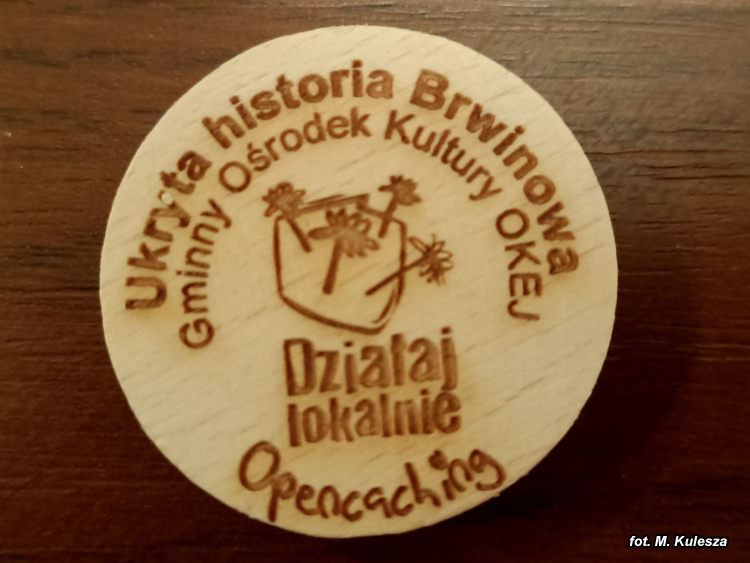 Ukryta historia Brwinowa
Gminny Ośrodek Kultury OKEJ
Działaj
lokalnie
Opencaching
fot. M. Kulesza